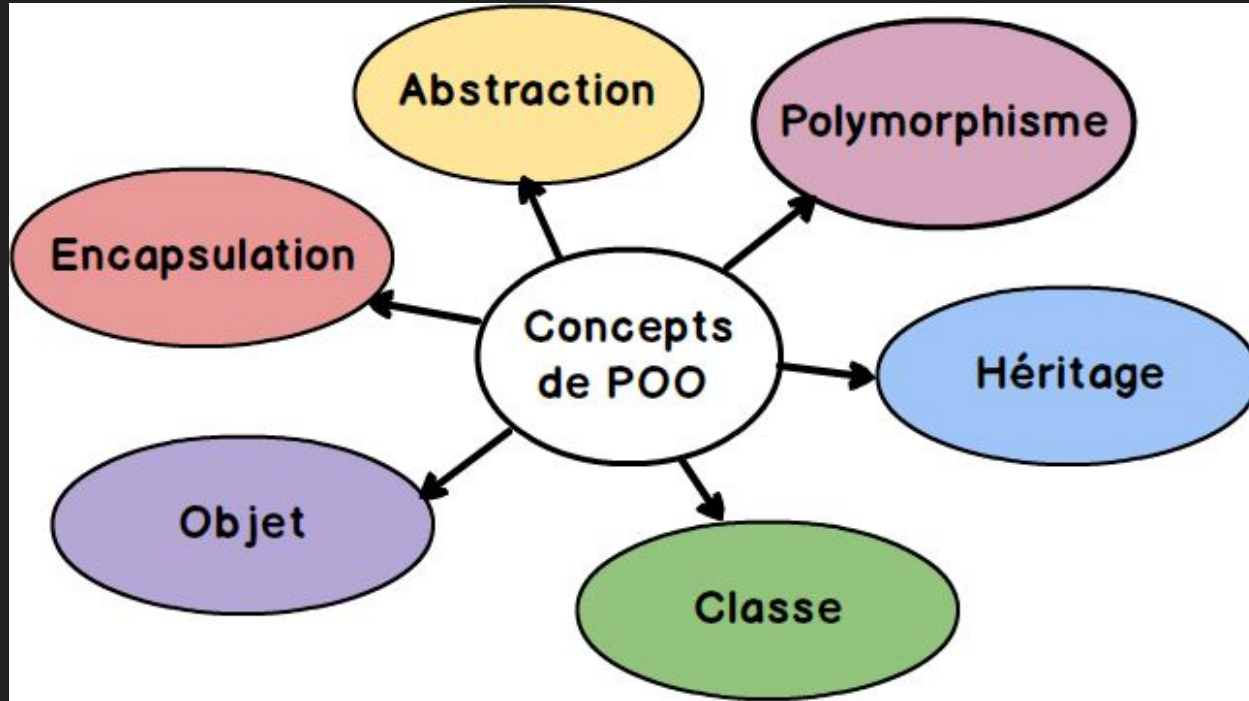 Abstraction
Polymorphisme
Encapsulation
Concepts
de POO
Héritage
Objet
Classe